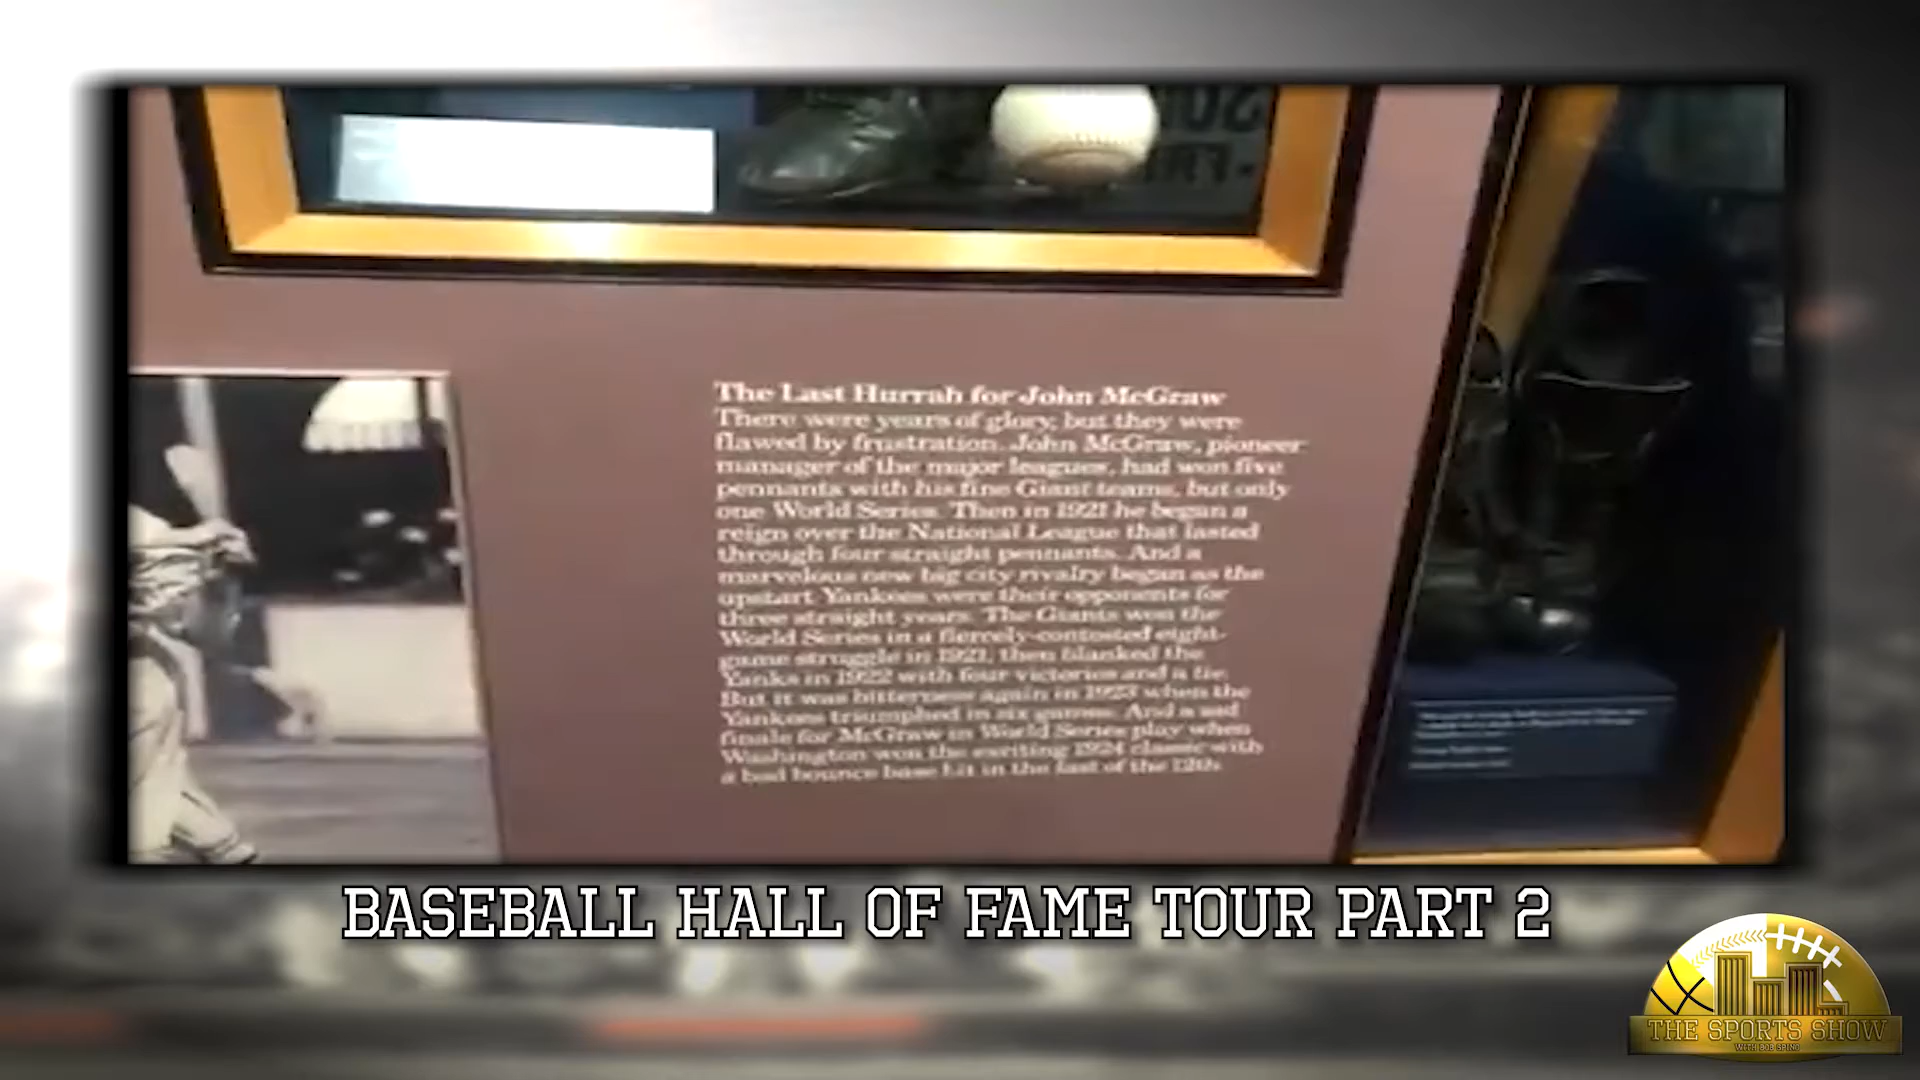 The Last Hurrah for John McGraw
There were years of glory, but they were
flawed by frustration. John McGraw, pioneer
manager of the major leagues, had won five
pennants with his fine Giant teams, but only
one World Series. Then in 1921 he began a
reign over the National League that lasted
through four straight pennants. And a
marvelous new big city rivalry began as the
upstart Yankees were their opponents for
three straight years. The Giants won the
World Series in a fiercely-contested eight-
game struggle in 1921, then blanked the
Yanks in 1922 with four victories and a tie.
But it was bitterness again in 1923 when the
Yankees triumphed in six games. And a sad
finale for McGraw in World Series play when
Washington won the exciting 1924 classic with
a bad bounce base hit in the last of the 12th.
BASEBALL HALL OF FAME TOUR PART 2
THE SPORTS SHOW
WITH BOB SPINO